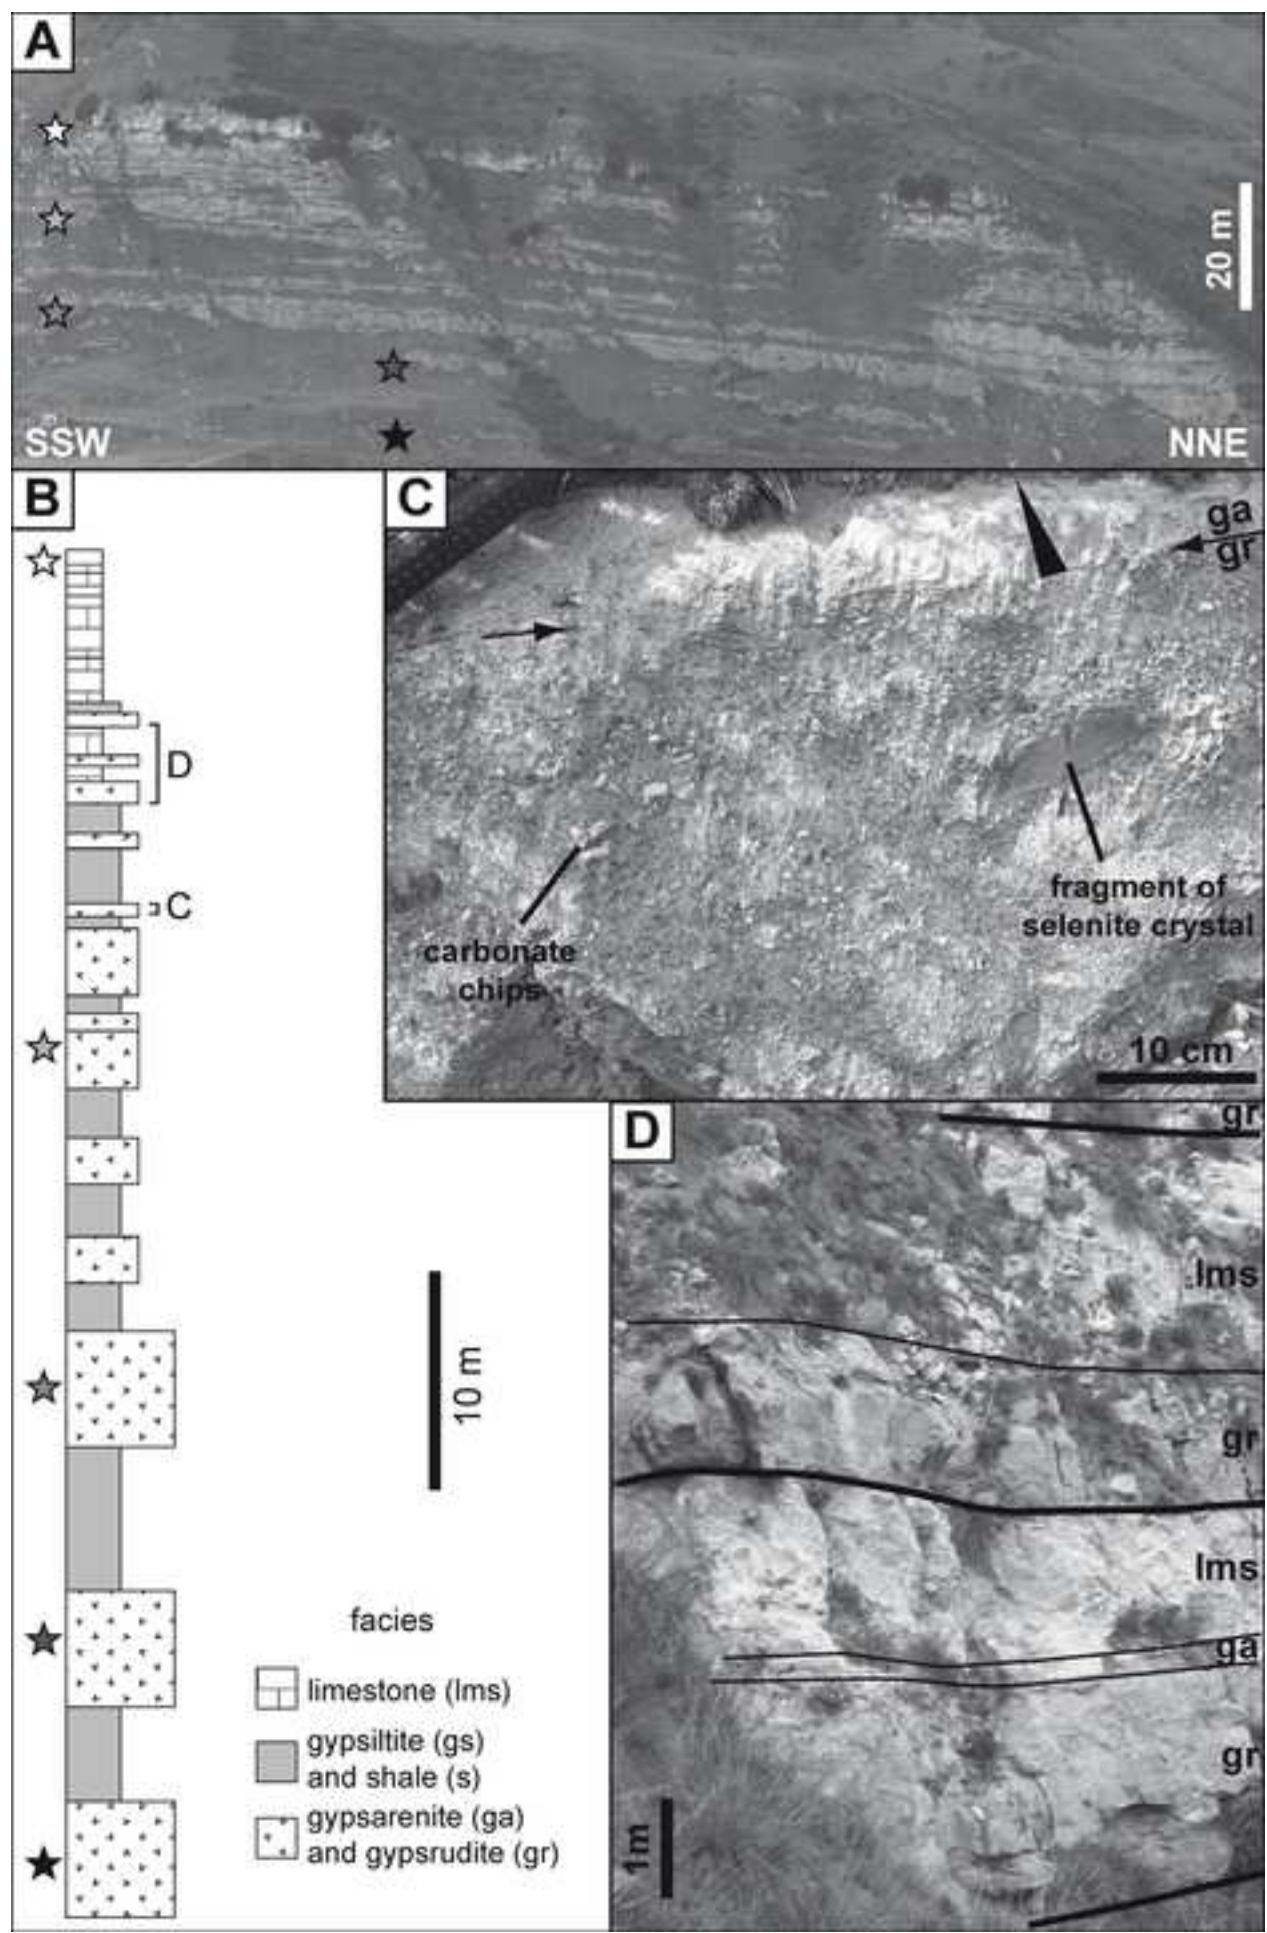 A
20 m
SSW
NNE
B
D
C
10 m
facies
limestone (lms)
gypsiltite (gs)
and shale (s)
gypsarenite (ga)
and gypsrudite (gr)
C
ga
gr
fragment of
selenite crystal
carbonate
chips
10 cm
D
gr
lms
gr
lms
ga
gr
1m